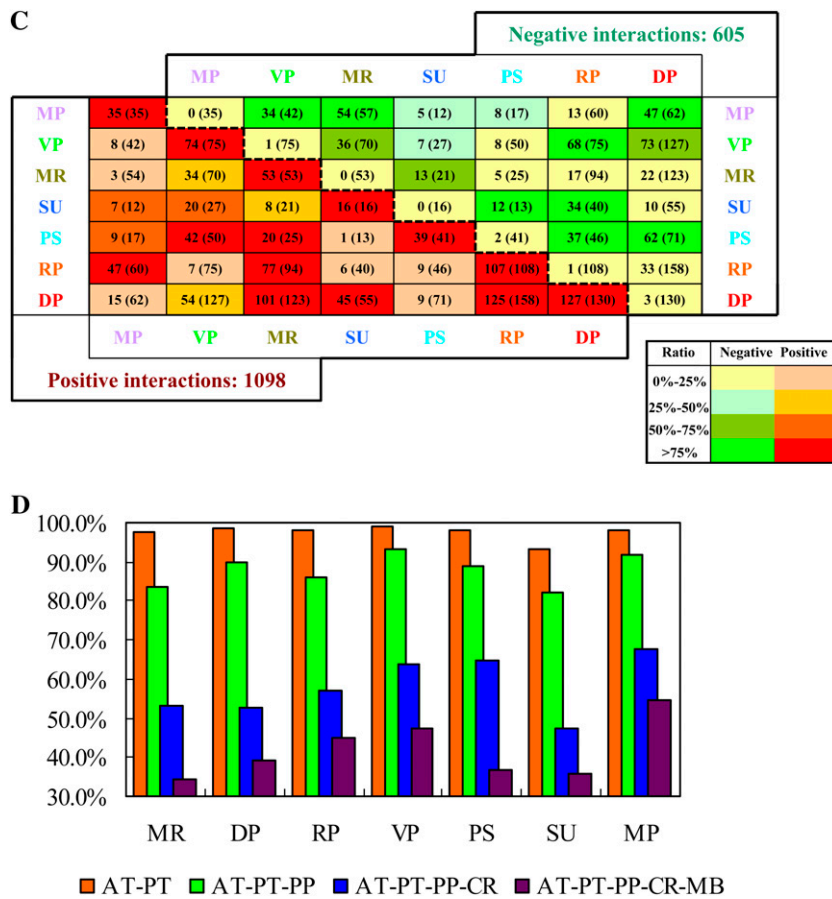 C
Negative interactions: 605
MP VP MR SU PS RP DP
MP 35 (35) 0 (35) 34 (42) 54 (57) 5 (12) 8 (17) 13 (60) 47 (62) MP
VP 8 (42) 74 (75) 1 (75) 36 (70) 7 (27) 8 (50) 68 (75) 73 (127) VP
MR 3 (54) 34 (70) 53 (53) 0 (53) 13 (21) 5 (25) 17 (94) 22 (123) MR
SU 7 (12) 20 (27) 8 (21) 16 (16) 0 (16) 12 (13) 34 (40) 10 (55) SU
PS 9 (17) 42 (50) 20 (25) 1 (13) 39 (41) 2 (41) 37 (46) 62 (71) PS
RP 47 (60) 7 (75) 77 (94) 6 (40) 9 (46) 107 (108) 1 (108) 33 (158) RP
DP 15 (62) 54 (127) 101 (123) 45 (55) 9 (71) 125 (158) 127 (130) 3 (130) DP
MP VP MR SU PS RP DP
Positive interactions: 1098
Ratio Negative Positive
0%-25%
25%-50%
50%-75%
>75%
D
100.0%
90.0%
80.0%
70.0%
60.0%
50.0%
40.0%
30.0%
MR DP RP VP PS SU MP
AT-PT AT-PT-PP AT-PT-PP-CR AT-PT-PP-CR-MB